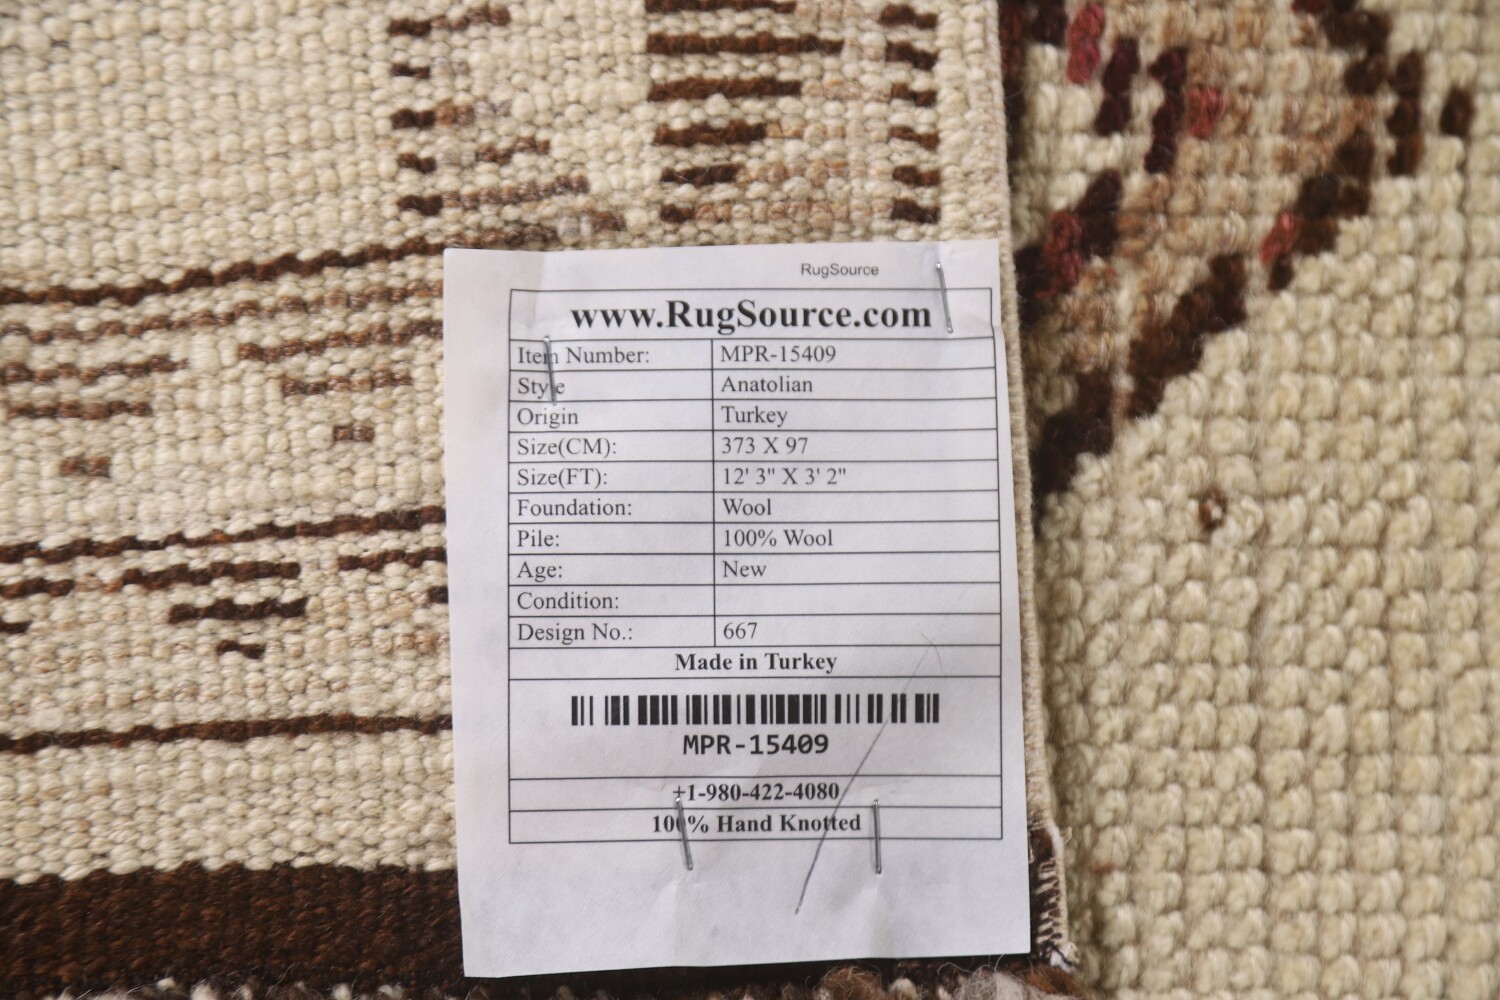 RugSource
www.RugSource.com
Item Number: MPR-15409
Style Anatolian
Origin Turkey
Size(CM): 373 X 97
Size(FT): 12' 3" X 3' 2"
Foundation: Wool
Pile: 100% Wool
Age: New
Condition:
Design No.: 667
Made in Turkey
MPR-15409
+1-980-422-4080
100% Hand Knotted